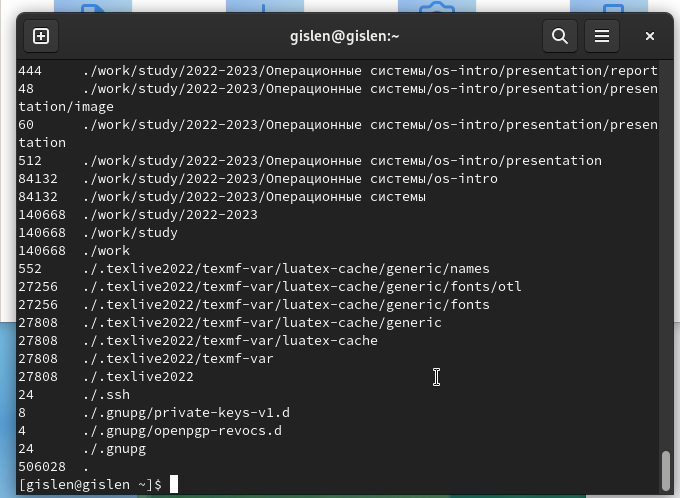 gislen@gislen:~
444     ./work/study/2022-2023/Операционные системы/os-intro/presentation/report
48      ./work/study/2022-2023/Операционные системы/os-intro/presentation/presen
tation/image
60      ./work/study/2022-2023/Операционные системы/os-intro/presentation/presen
tation
512     ./work/study/2022-2023/Операционные системы/os-intro/presentation
84132   ./work/study/2022-2023/Операционные системы/os-intro
84132   ./work/study/2022-2023/Операционные системы
140668  ./work/study/2022-2023
140668  ./work/study
140668  ./work
552     ./.texlive2022/texmf-var/luatex-cache/generic/names
27256   ./.texlive2022/texmf-var/luatex-cache/generic/fonts/otl
27256   ./.texlive2022/texmf-var/luatex-cache/generic/fonts
27808   ./.texlive2022/texmf-var/luatex-cache/generic
27808   ./.texlive2022/texmf-var/luatex-cache
27808   ./.texlive2022/texmf-var
27808   ./.texlive2022
24      ./.ssh
8       ./.gnupg/private-keys-v1.d
4       ./.gnupg/openpgp-revocs.d
24      ./.gnupg
506028  .
[gislen@gislen ~]$